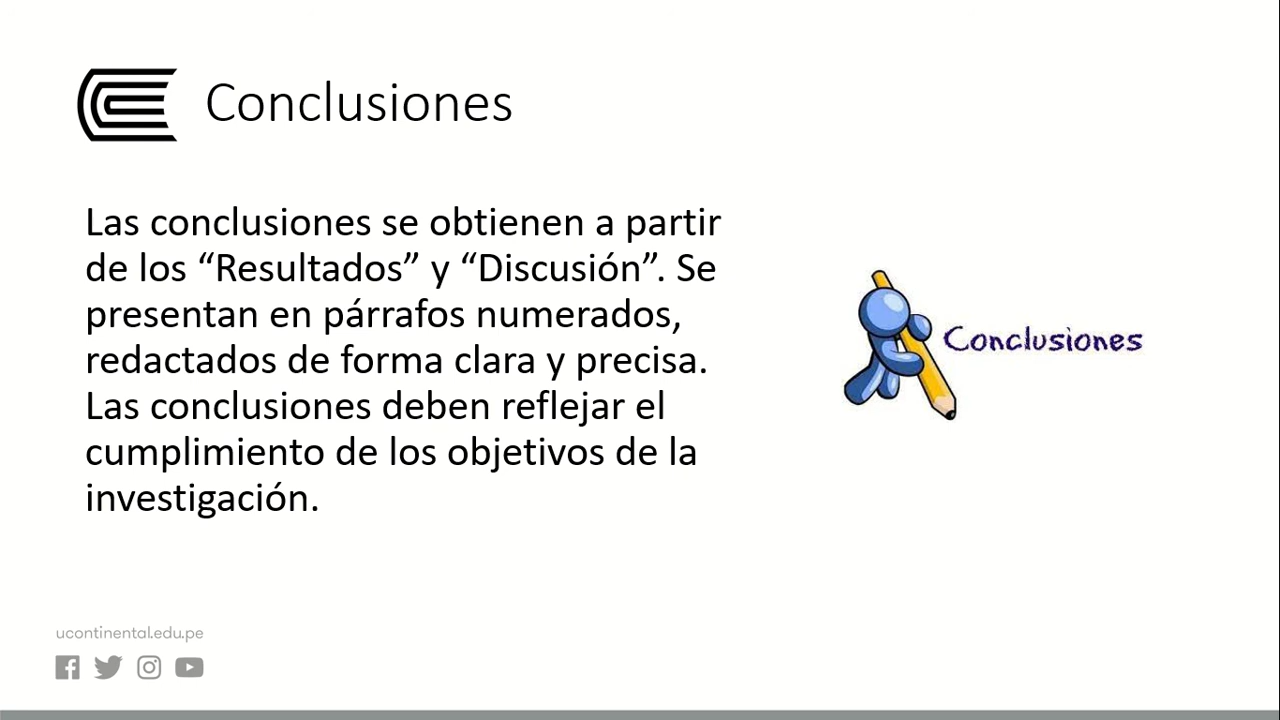 Conclusiones
Las conclusiones se obtienen a partir
de los “Resultados” y “Discusión”. Se
presentan en párrafos numerados,
redactados de forma clara y precisa.
Las conclusiones deben reflejar el
cumplimiento de los objetivos de la
investigación.
Conclusiones
ucontinental.edu.pe